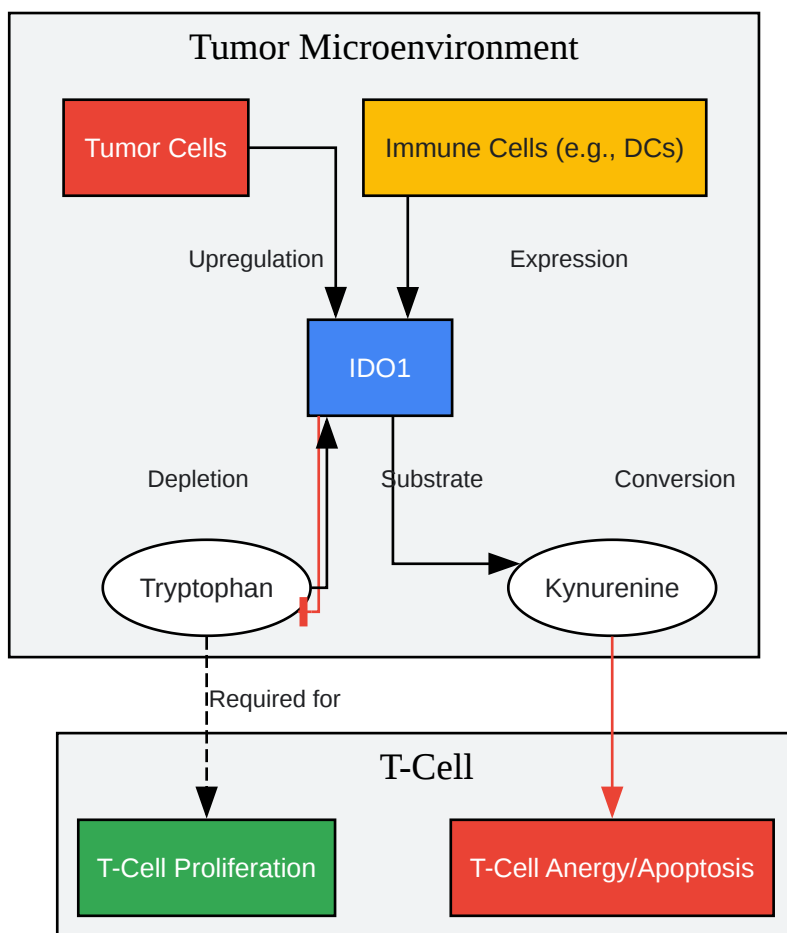 Tumor Microenvironment
Tumor Cells
Immune Cells (e.g., DCs)
Upregulation
Expression
IDO1
Depletion
Substrate
Conversion
Tryptophan
Kynurenine
Required for
T-Cell
T-Cell Proliferation
T-Cell Anergy/Apoptosis